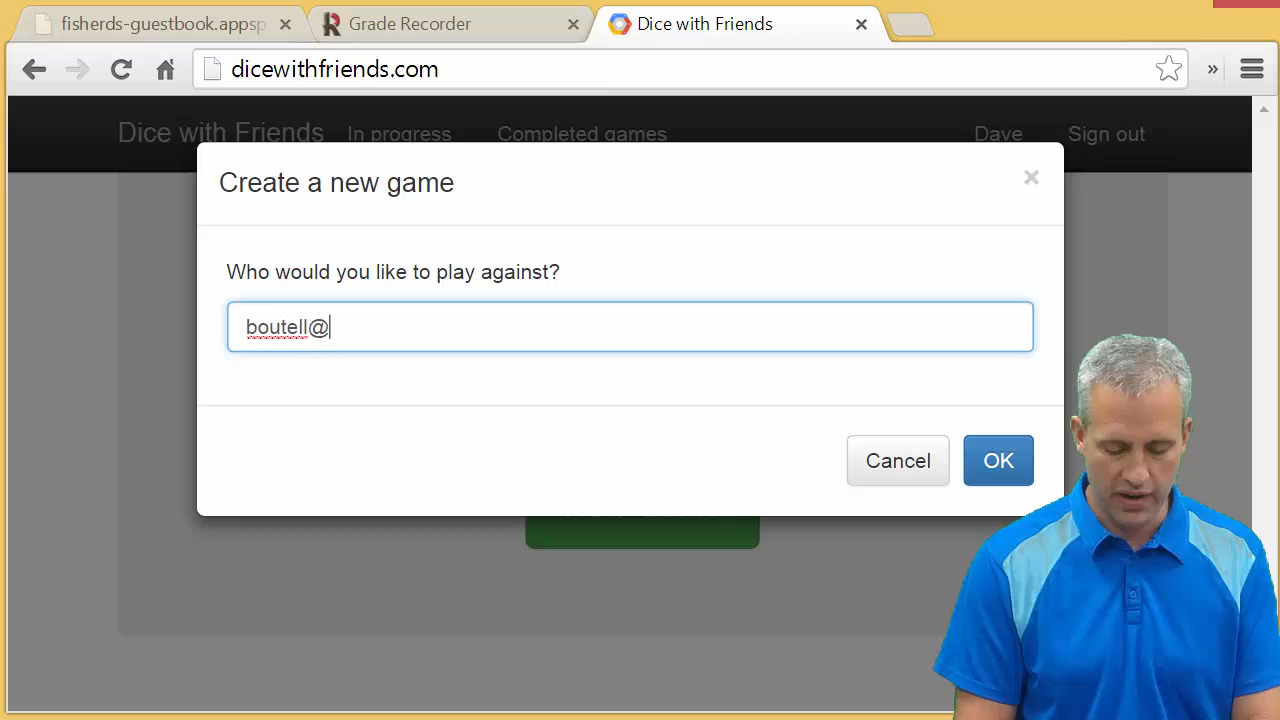 fisherds-guestbook.appsp
Grade Recorder
Dice with Friends
dicewithfriends.com
»
Dice with Friends In progress Completed games Dave Sign out
Create a new game ×
Who would you like to play against?
boutell@
Cancel OK